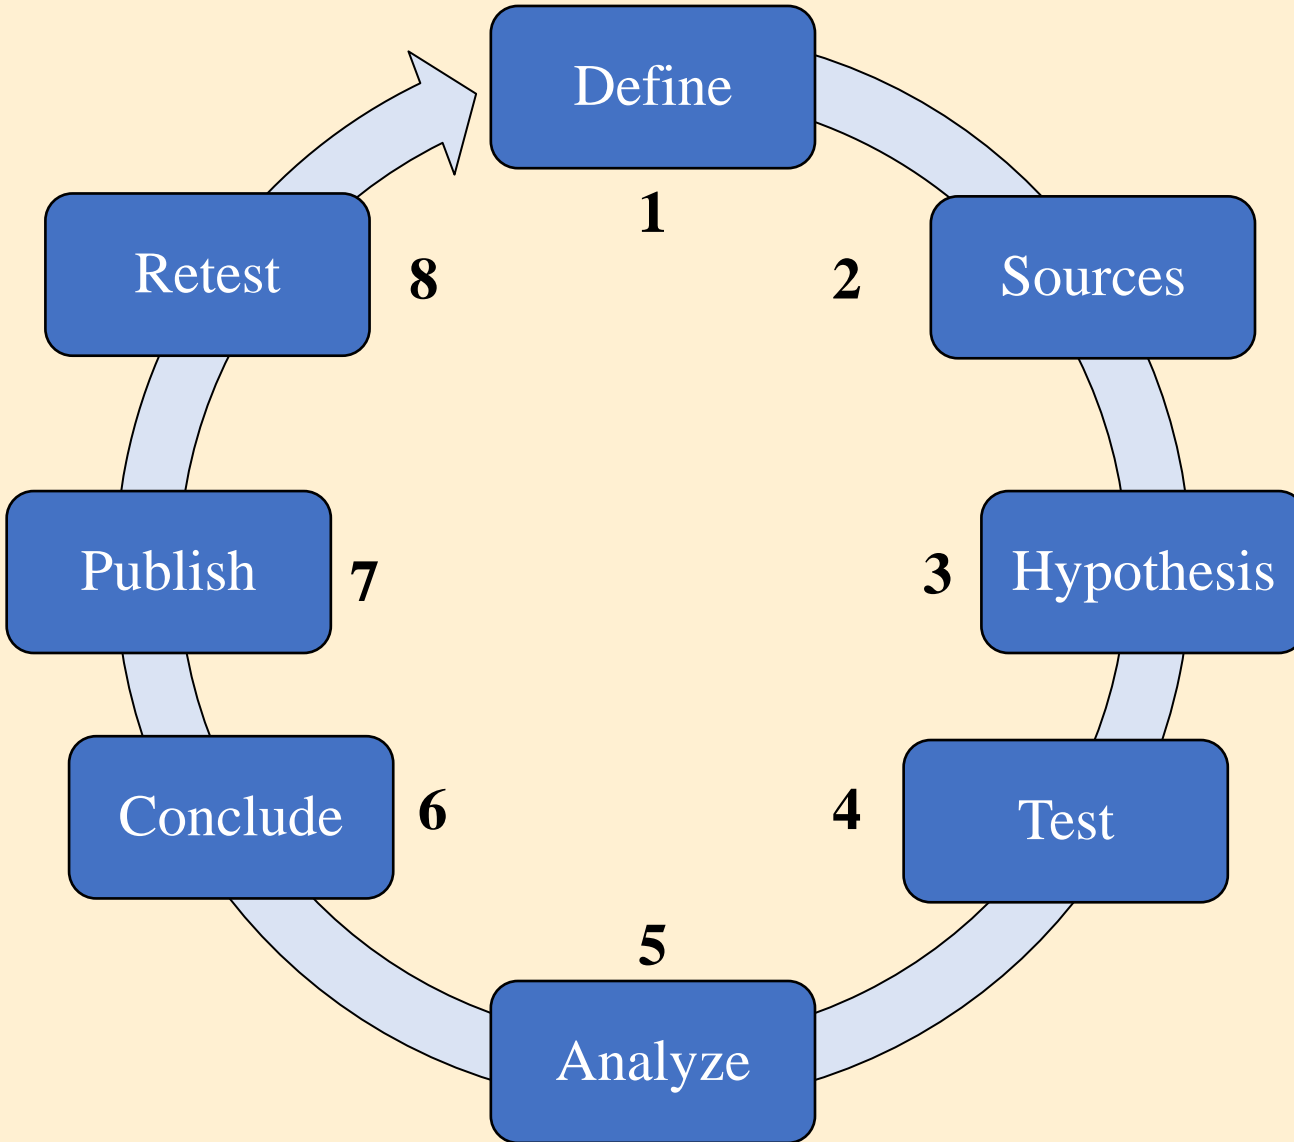 Define
1
2
Sources
3
Hypothesis
4
Test
5
Analyze
6
Conclude
7
Publish
8
Retest